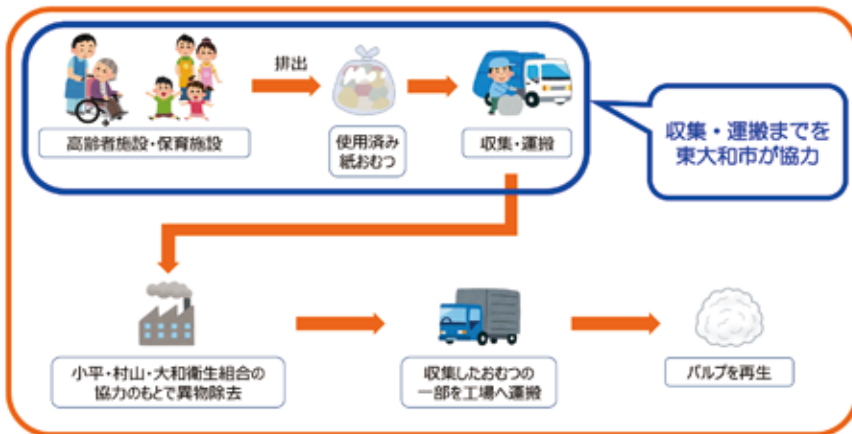 排出
高齢者施設・保育施設
使用済み
紙おむつ
収集・運搬
収集・運搬までを
東大和市が協力
小平・村山・大和衛生組合の
協力のもとで異物除去
収集したおむつの
一部を工場へ運搬
パルプを再生